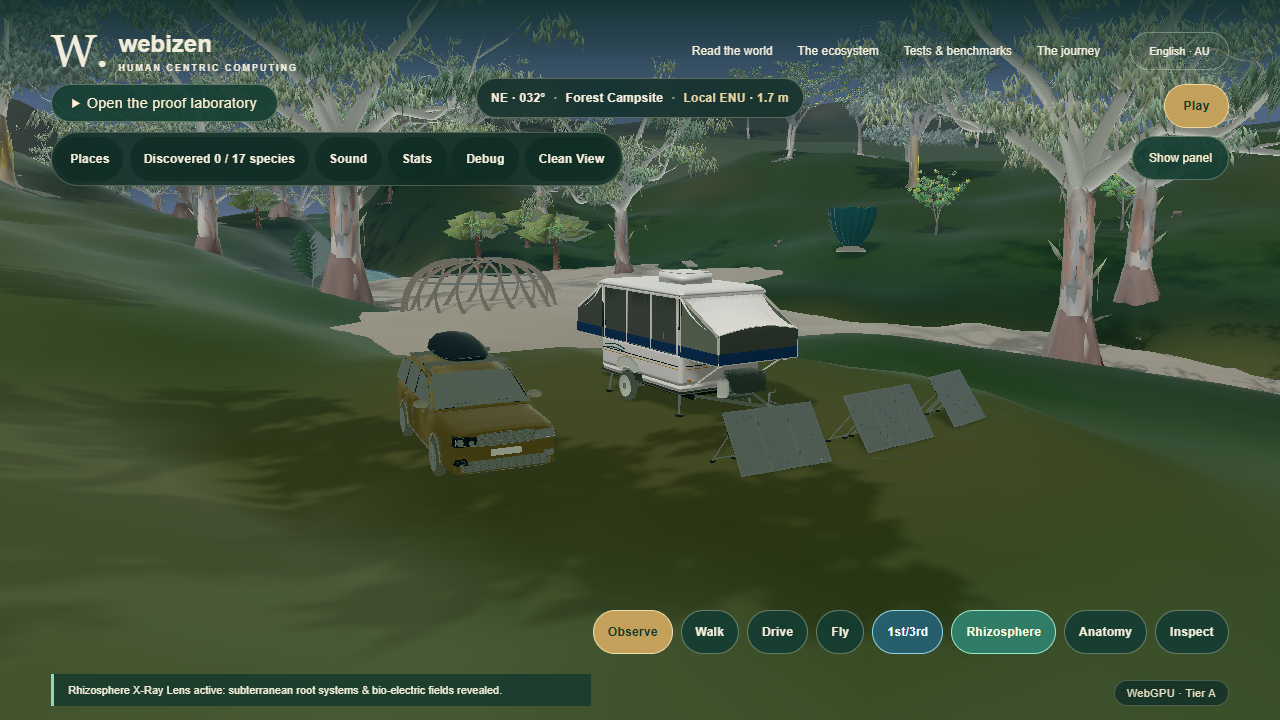 W. webizen
HUMAN CENTRIC COMPUTING
Read the world
The ecosystem
Tests & benchmarks
The journey
English · AU
▶ Open the proof laboratory
NE · 032° · Forest Campsite · Local ENU · 1.7 m
Play
Places
Discovered 0 / 17 species
Sound
Stats
Debug
Clean View
Show panel
Observe
Walk
Drive
Fly
1st/3rd
Rhizosphere
Anatomy
Inspect
Rhizosphere X-Ray Lens active: subterranean root systems & bio-electric fields revealed.
WebGPU · Tier A